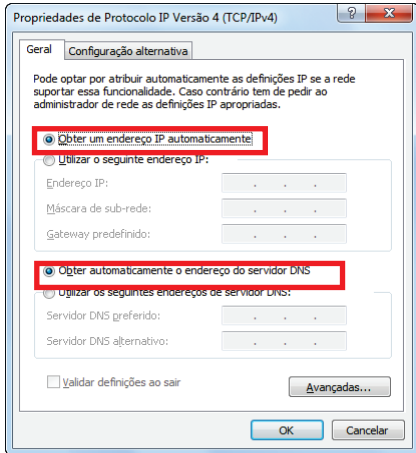 Propriedades de Protocolo IP Versão 4 (TCP/IPv4)
Geral
Configuração alternativa
Pode optar por atribuir automaticamente as definições IP se a rede
suportar essa funcionalidade. Caso contrário tem de pedir ao
administrador de rede as definições IP apropriadas.
Obter um endereço IP automaticamente
Utilizar o seguinte endereço IP:
Endereço IP:
Máscara de sub-rede:
Gateway predefinido:
Obter automaticamente o endereço do servidor DNS
Utilizar os seguintes endereços de servidor DNS:
Servidor DNS preferido:
Servidor DNS alternativo:
Validar definições ao sair
Avançadas...
OK
Cancelar